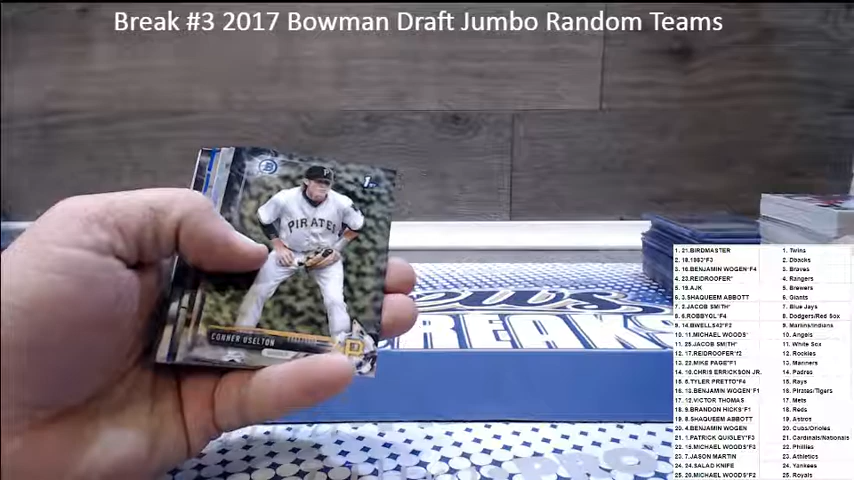 Break #3 2017 Bowman Draft Jumbo Random Teams
PIRATES
CONNER USELTON
BREAKS
1. 21.BIRDMASTER 1. Twins
2. 18.1983*F3 2. Dbacks
3. 16.BENJAMIN WOGEN*F4 3. Braves
4. 23.REIDROOFER* 4. Rangers
5. 19.AJK 5. Brewers
6. 3.SHAQUEEM ABBOTT 6. Giants
7. 2.JACOB SMITH* 7. Blue Jays
8. 6.ROBBYOL*F4 8. Dodgers/Red Sox
9. 14.BWELLS42*F2 9. Marlins/Indians
10. 11.MICHAEL WOODS* 10. Angels
11. 25.JACOB SMITH* 11. White Sox
12. 17.REIDROOFER*f2 12. Rockies
13. 22.MIKE PAGE*F1 13. Mariners
14. 10.CHRIS ERRICKSON JR. 14. Padres
15. 5.TYLER PRETTO*F4 15. Rays
16. 13.BENJAMIN WOGEN*F1 16. Pirates/Tigers
17. 12.VICTOR THOMAS 17. Mets
18. 9.BRANDON HICKS*F1 18. Reds
19. 8.SHAQUEEM ABBOTT 19. Astros
20. 4.BENJAMIN WOGEN 20. Cubs/Orioles
21. 1.PATRICK QUIGLEY*F3 21. Cardinals/Nationals
22. 15.MICHAEL WOODS*F3 22. Phillies
23. 7.JASON MARTIN 23. Athletics
24. 24.SALAD KNIFE 24. Yankees
25. 20.MICHAEL WOODS*F2 25. Royals